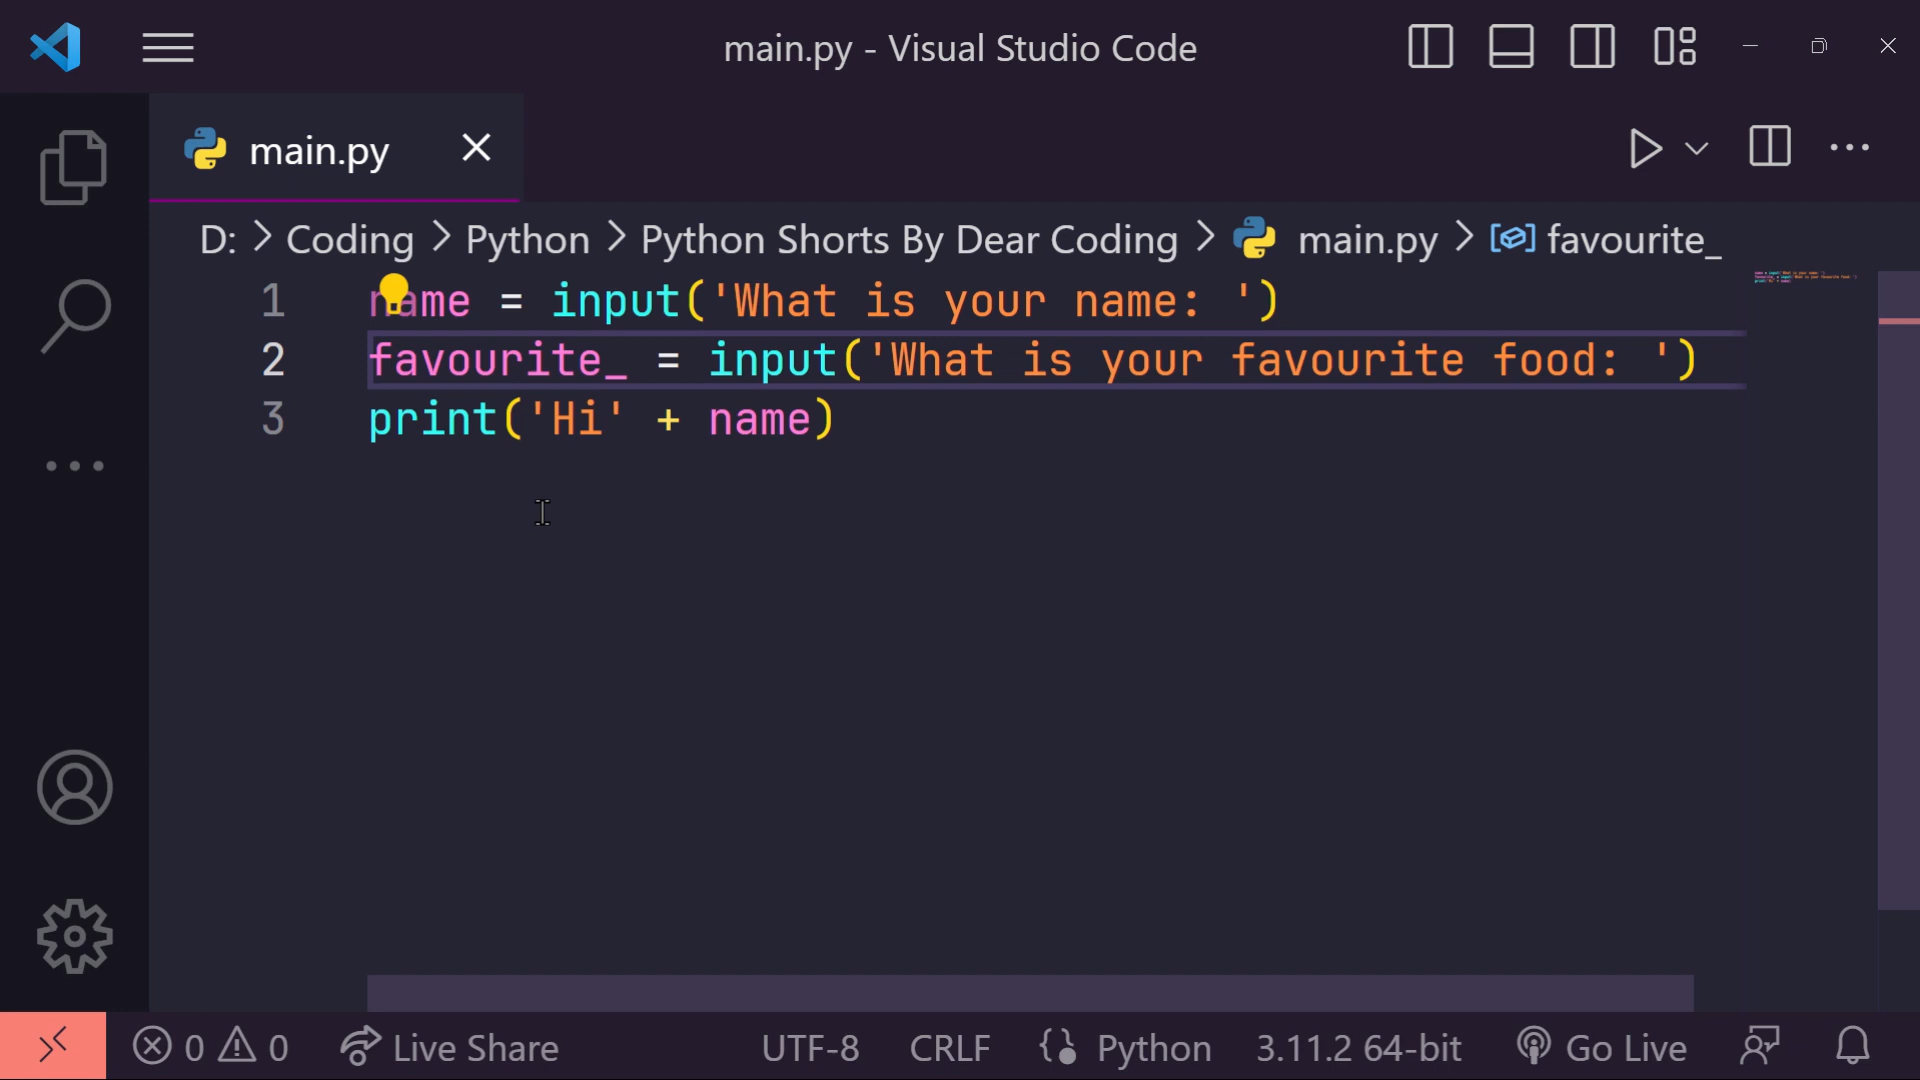 main.py - Visual Studio Code
main.py
D: > Coding > Python > Python Shorts By Dear Coding > main.py > favourite_
1 name = input('What is your name: ')
2 favourite_ = input('What is your favourite food: ')
3 print('Hi' + name)
0 0 Live Share UTF-8 CRLF Python 3.11.2 64-bit Go Live